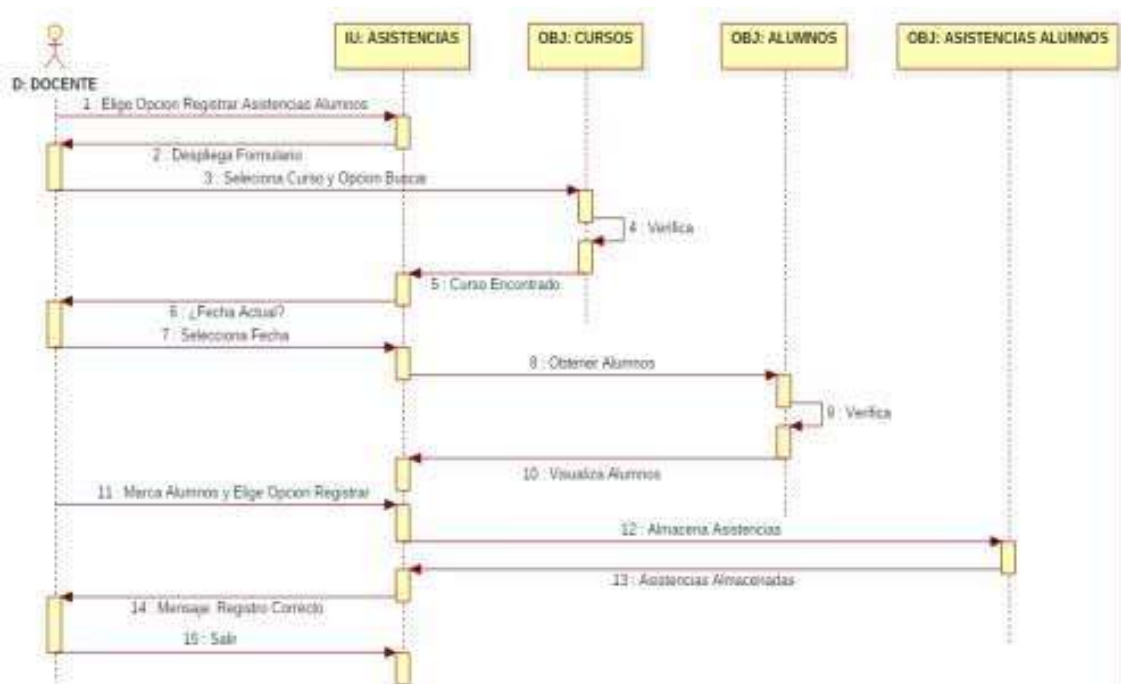 IU: ASISTENCIAS
OBJ: CURSOS
OBJ: ALUMNOS
OBJ: ASISTENCIAS ALUMNOS
D: DOCENTE
1 : Elige Opcion Registrar Asistencias Alumnos
2 : Despliega Formulario
3 : Seleciona Curso y Opcion Buscar
4 : Verifica
5 : Curso Encontrado
6 : ¿Fecha Actual?
7 : Selecciona Fecha
8 : Obtener Alumnos
9 : Verifica
10 : Visualiza Alumnos
11 : Marca Alumnos y Elige Opcion Registrar
12 : Almacena Asistencias
13 : Asistencias Almacenadas
14 : Mensaje: Registro Correcto
15 : Salir